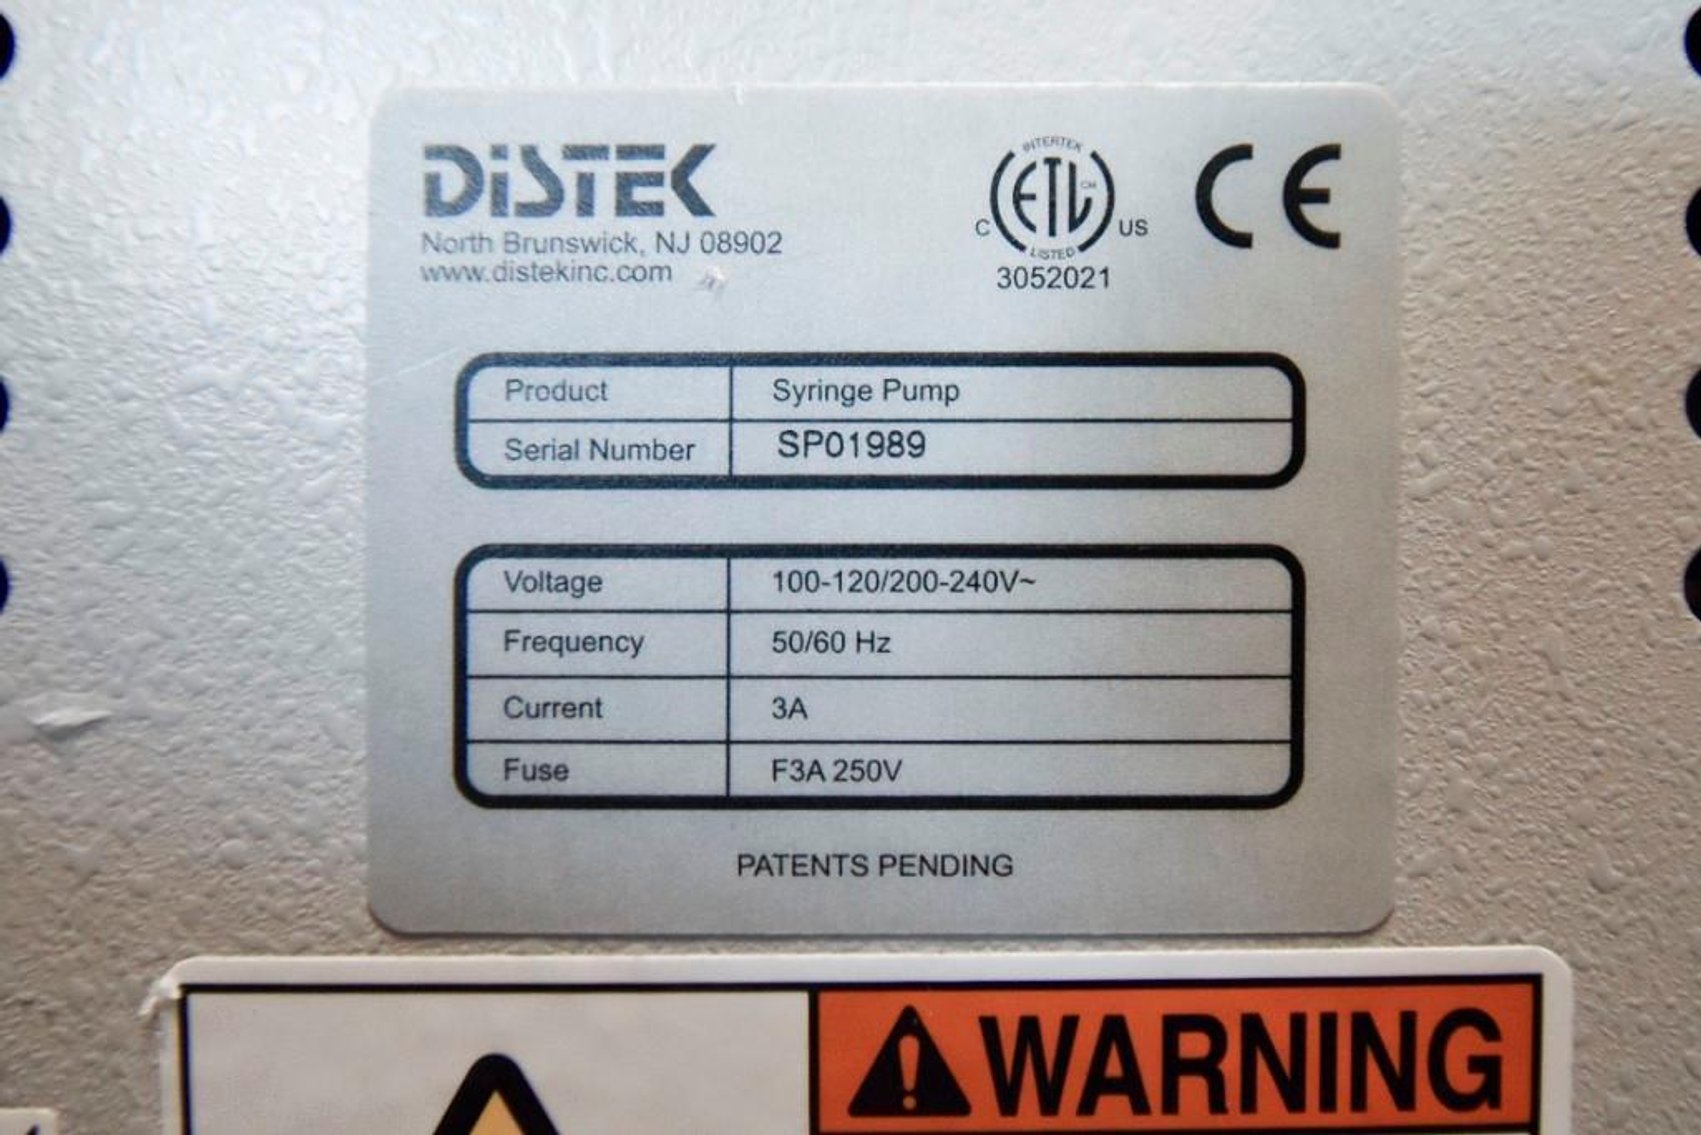 DiSTEK
North Brunswick, NJ 08902
www.distekinc.com
INTERTEK
C ETL CM US
LISTED
3052021
CE
Product Syringe Pump
Serial Number SP01989
Voltage 100-120/200-240V~
Frequency 50/60 Hz
Current 3A
Fuse F3A 250V
PATENTS PENDING
WARNING